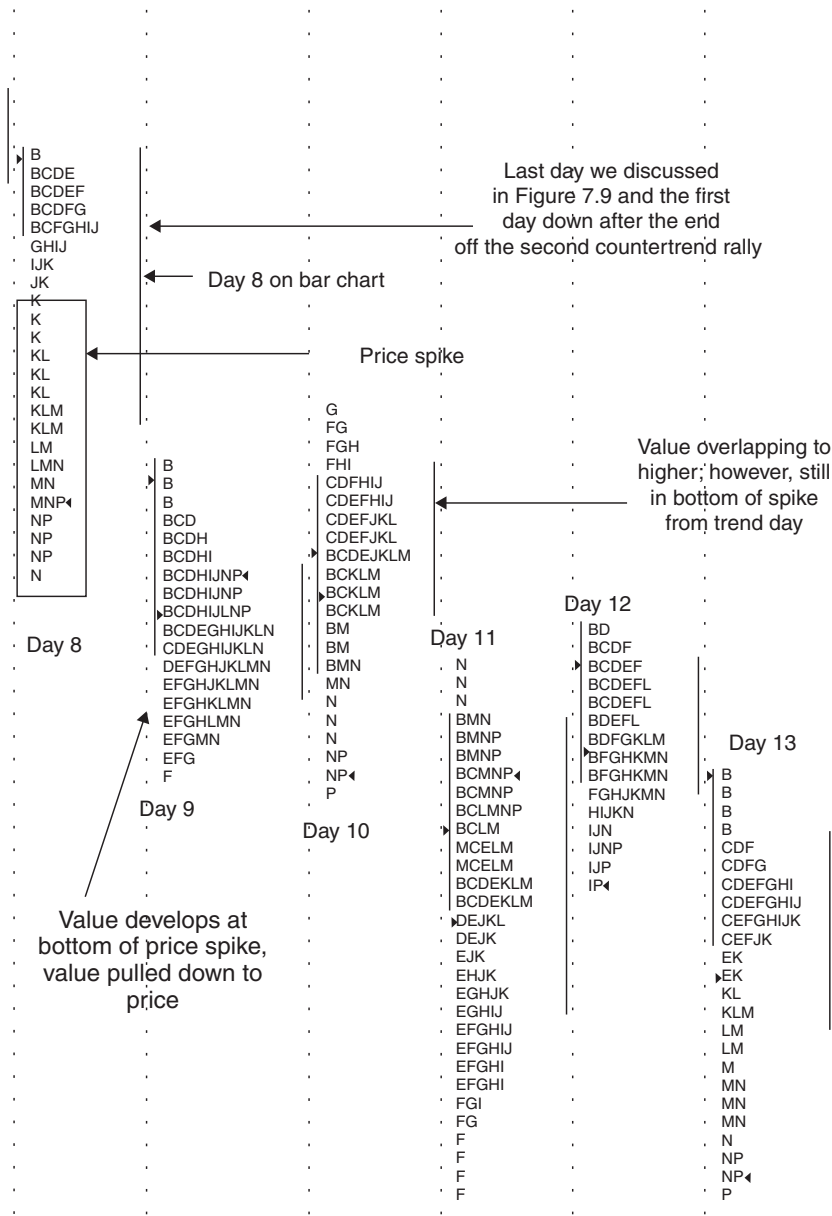 B
BCDE
BCDEF
BCDFG
BCFGHIJ
GHIJ
IJK
JK
K
K
K
KL
KL
KL
KLM
KLM
LM
LMN
MN
MNP
NP
NP
NP
N
Day 8
Last day we discussed
in Figure 7.9 and the first
day down after the end
off the second countertrend rally
Day 8 on bar chart
Price spike
B
B
B
BCD
BCDH
BCDHI
BCDHIJNP
BCDHIJNP
BCDHIJLNP
BCDEGHIJKLN
CDEGHIJKLN
DEFGHJKLMN
EFGHJKLMN
EFGHKLMN
EFGHLMN
EFGMN
EFG
F
Day 9
Value develops at
bottom of price spike,
value pulled down to
price
G
FG
FGH
FHI
CDFHIJ
CDEFHIJ
CDEFJKL
CDEFJKL
BCDEJKLM
BCKLM
BCKLM
BCKLM
BM
BM
BMN
MN
N
N
N
NP
NP
P
Day 10
Value overlapping to
higher; however, still
in bottom of spike
from trend day
Day 11
N
N
N
BMN
BMNP
BMNP
BCMNP
BCMNP
BCLMNP
BCLM
MCELM
MCELM
BCDEKLM
BCDEKLM
DEJKL
DEJK
EJK
EHJK
EGHJK
EGHIJ
EFGHIJ
EFGHIJ
EFGHI
EFGHI
FGI
FG
F
F
F
F
Day 12
BD
BCDF
BCDEF
BCDEFL
BCDEFL
BDEFL
BDFGKLM
BFGHKMN
BFGHKMN
FGHJKMN
HIJKN
IJN
IJNP
IJP
IP
Day 13
B
B
B
B
CDF
CDFG
CDEFGHI
CDEFGHIJ
CEFGHIJK
CEFJK
EK
EK
KL
KLM
LM
LM
M
MN
MN
MN
N
NP
NP
P